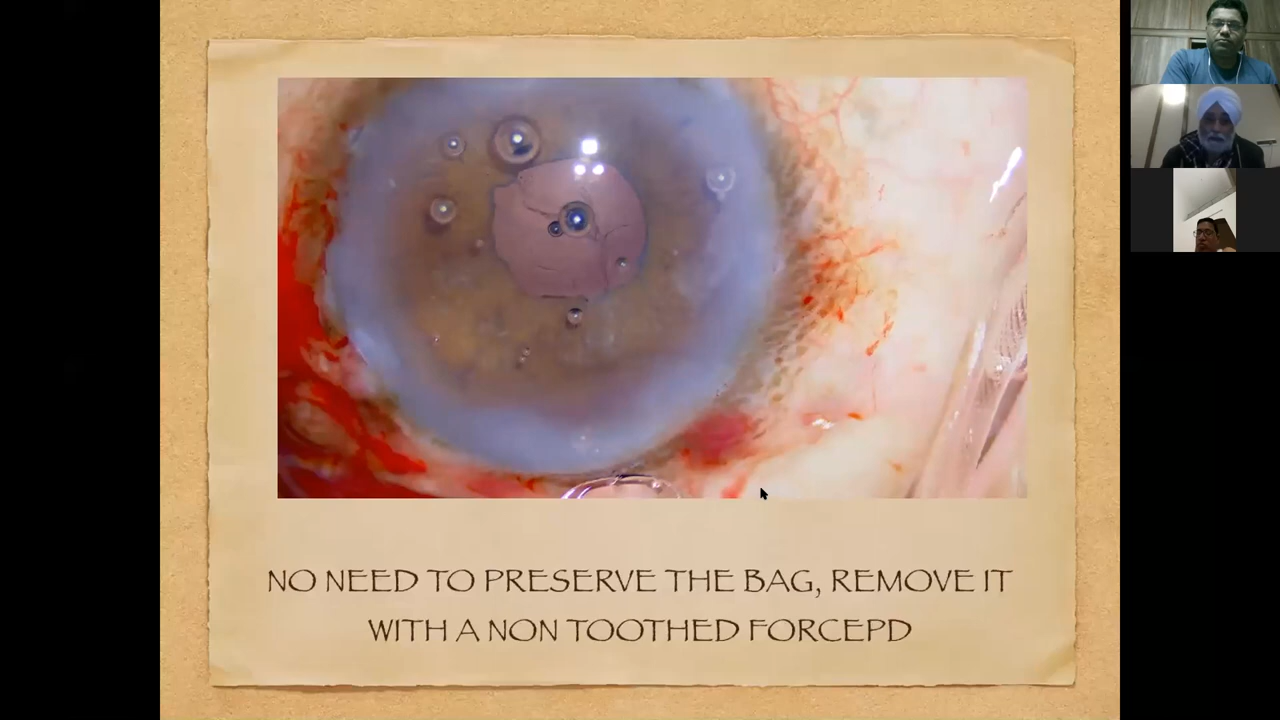 NO NEED TO PRESERVE THE BAG, REMOVE IT
WITH A NON TOOTHED FORCEPD